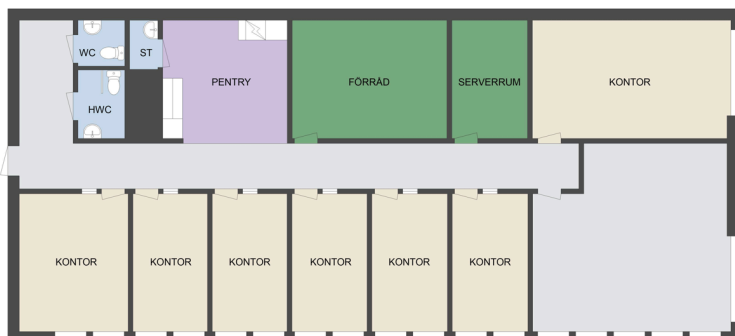 WC
ST
PENTRY
FÖRRÅD
SERVERRUM
KONTOR
HWC
KONTOR
KONTOR
KONTOR
KONTOR
KONTOR
KONTOR